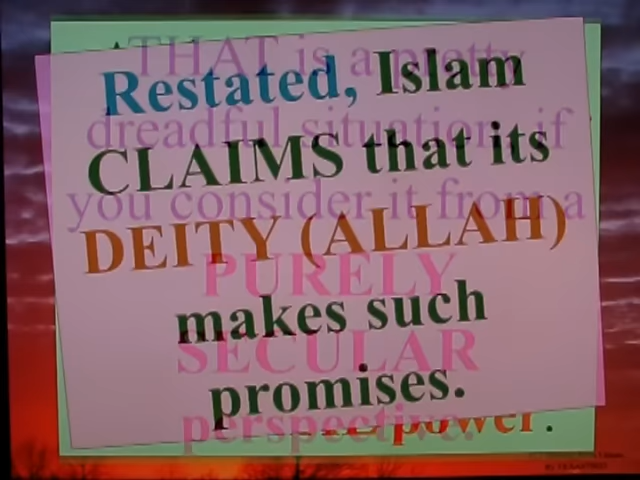 Restated, Islam
CLAIMS that its
DEITY (ALLAH)
makes such
promises.
THAT is a pretty
dreadful situation, if
you consider it from a
PURELY
SECULAR
perspective.
power.